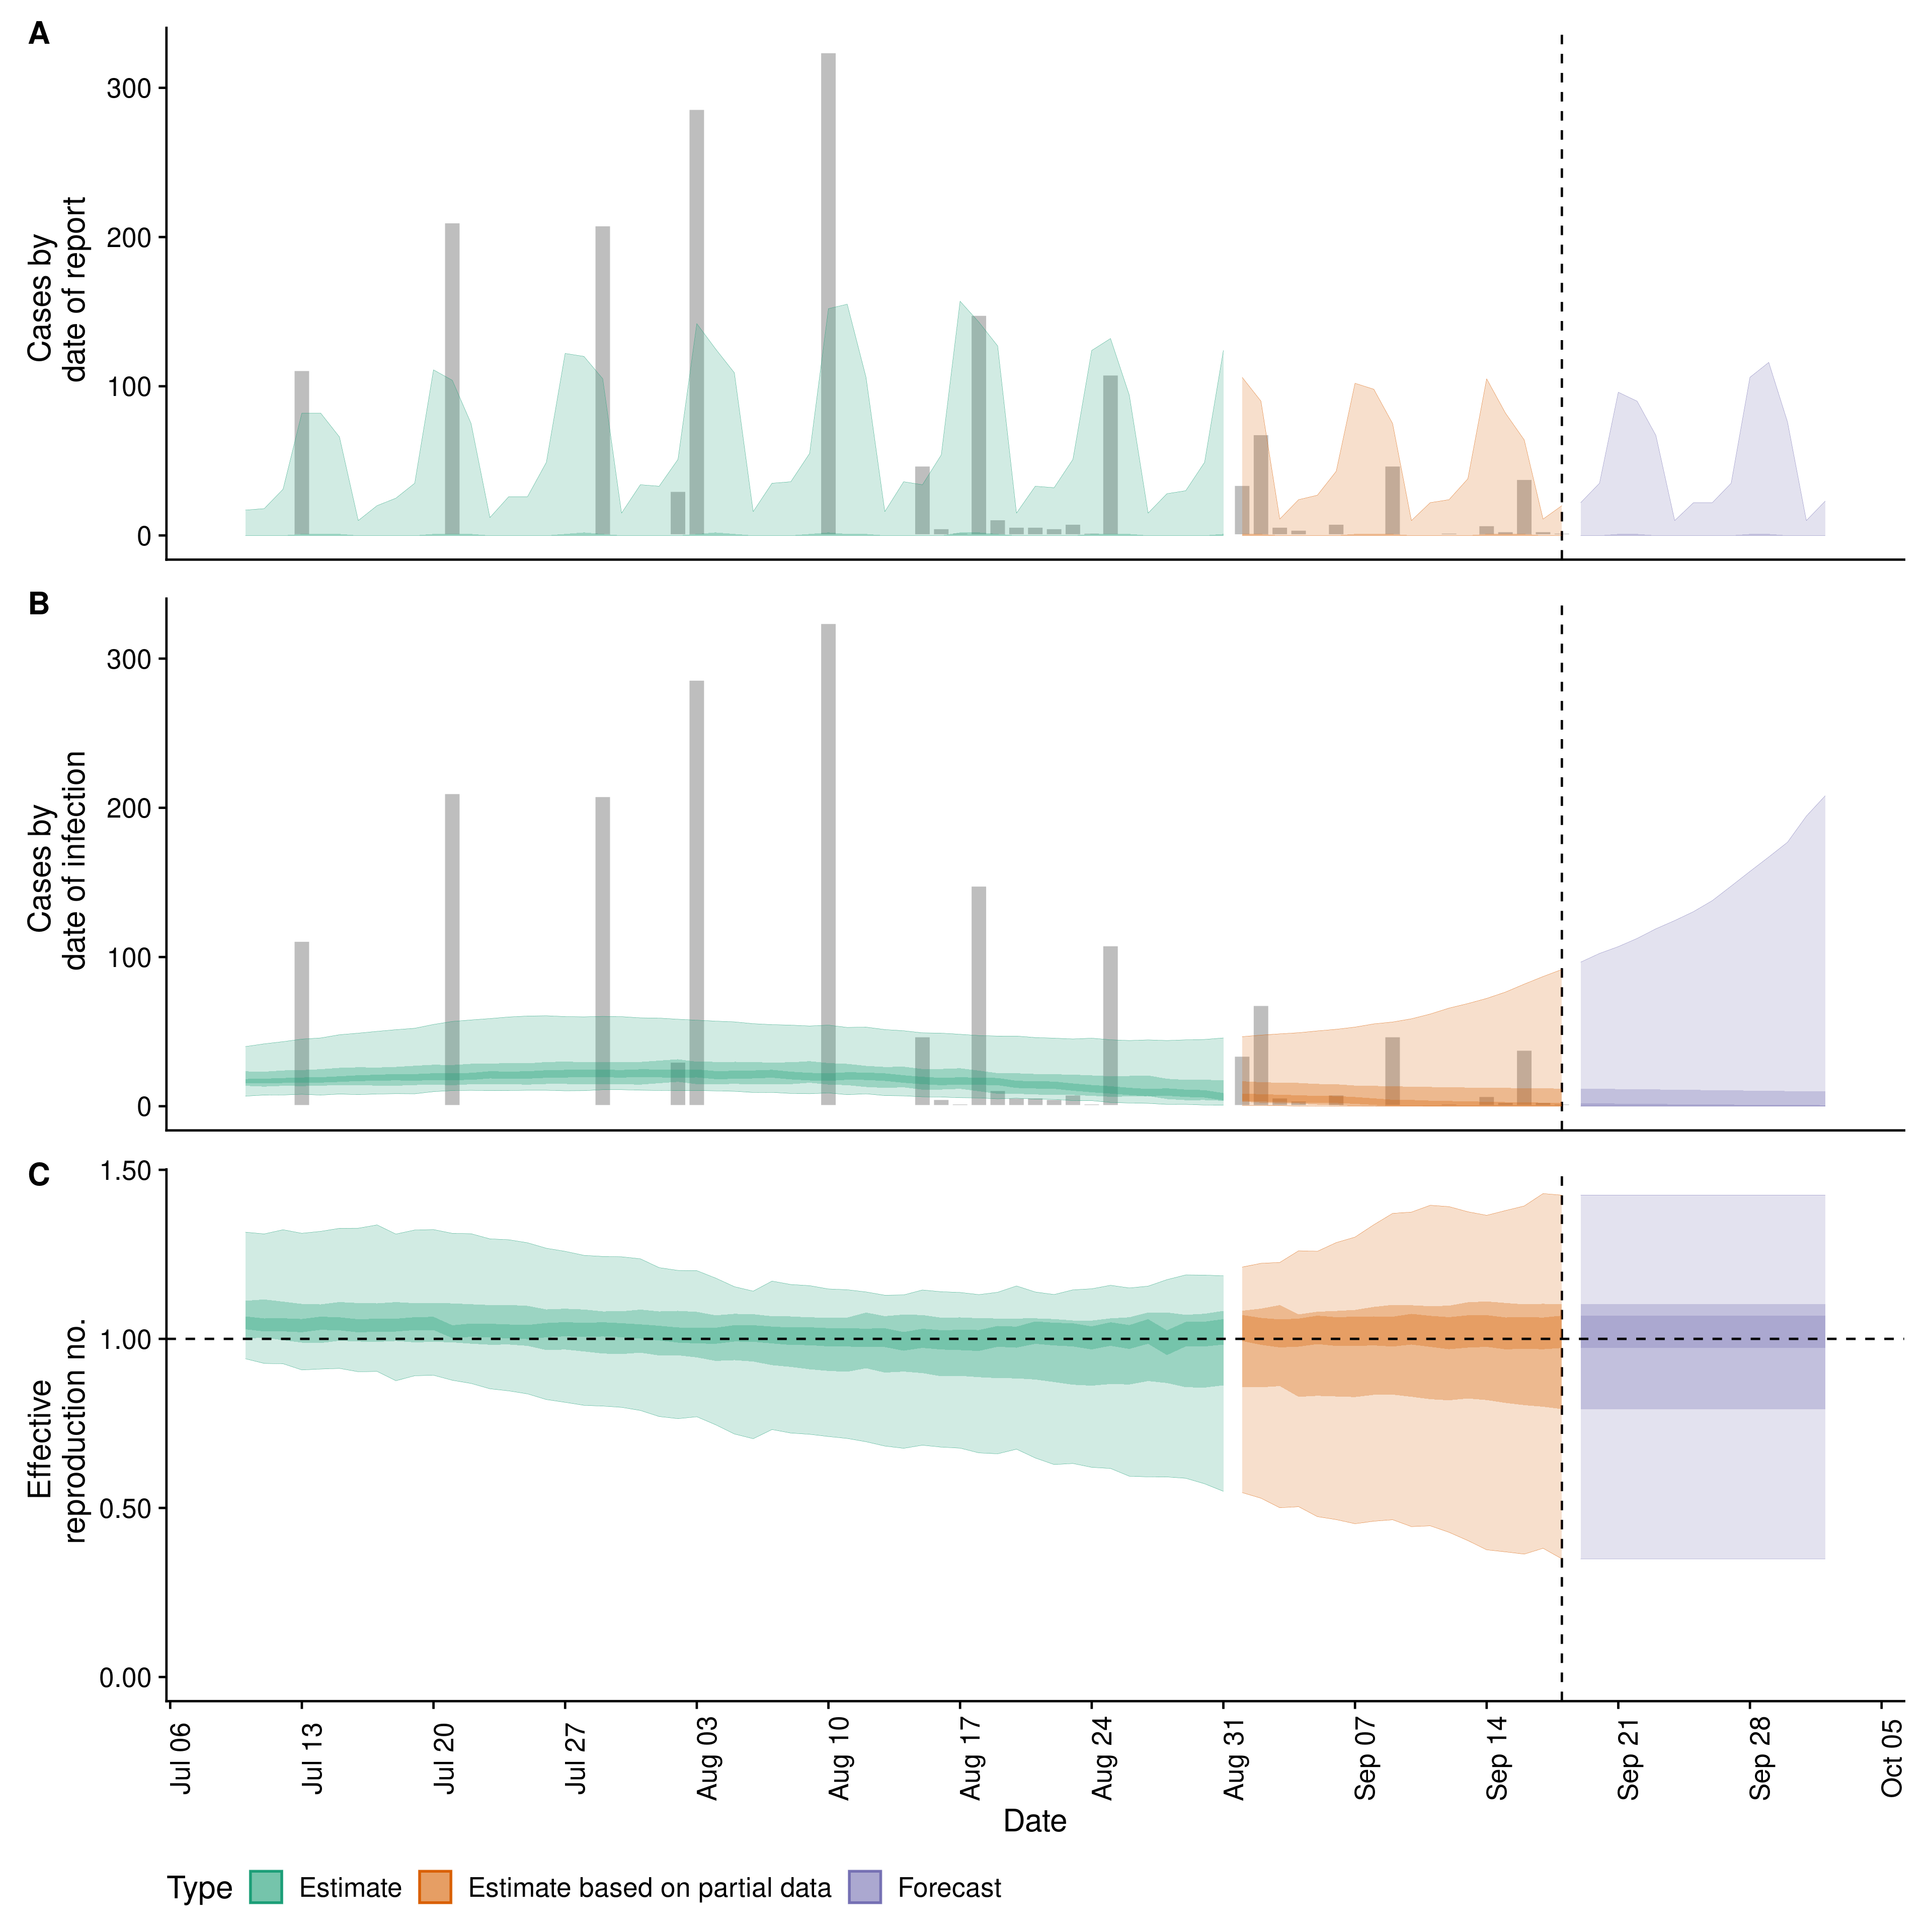 A
Cases by
date of report
300
200
100
0
B
Cases by
date of infection
300
200
100
0
C
Effective
reproduction no.
1.50
1.00
0.50
0.00
Jul 06
Jul 13
Jul 20
Jul 27
Aug 03
Aug 10
Aug 17
Aug 24
Aug 31
Sep 07
Sep 14
Sep 21
Sep 28
Oct 05
Date
Type
Estimate
Estimate based on partial data
Forecast